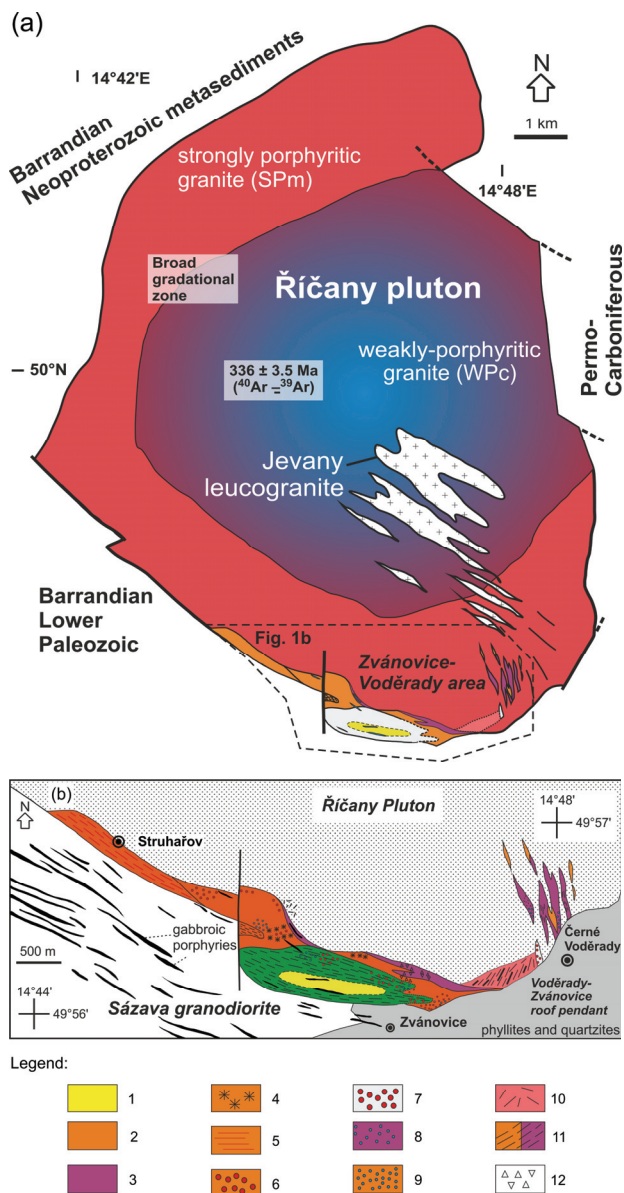 (a)
14°42'E
N
1 km
Barrandian
Neoproterozoic metasediments
strongly porphyritic
granite (SPm)
14°48'E
Broad
gradational
zone
Říčany pluton
50°N
336 ± 3.5 Ma
(⁴⁰Ar –³⁹Ar)
weakly-porphyritic
granite (WPc)
Permo-
Carboniferous
Jevany
leucogranite
Barrandian
Lower
Paleozoic
Fig. 1b
Zvánovice-
Voděrady area
(b)
N
Říčany Pluton
14°48'
49°57'
Struhařov
gabbroic
porphyries
500 m
14°44'
49°56'
Sázava granodiorite
Zvánovice
Černé
Voděrady
Voděrady-
Zvánovice
roof pendant
phyllites and quartzites
Legend:
1 4 7 10
2 5 8 11
3 6 9 12